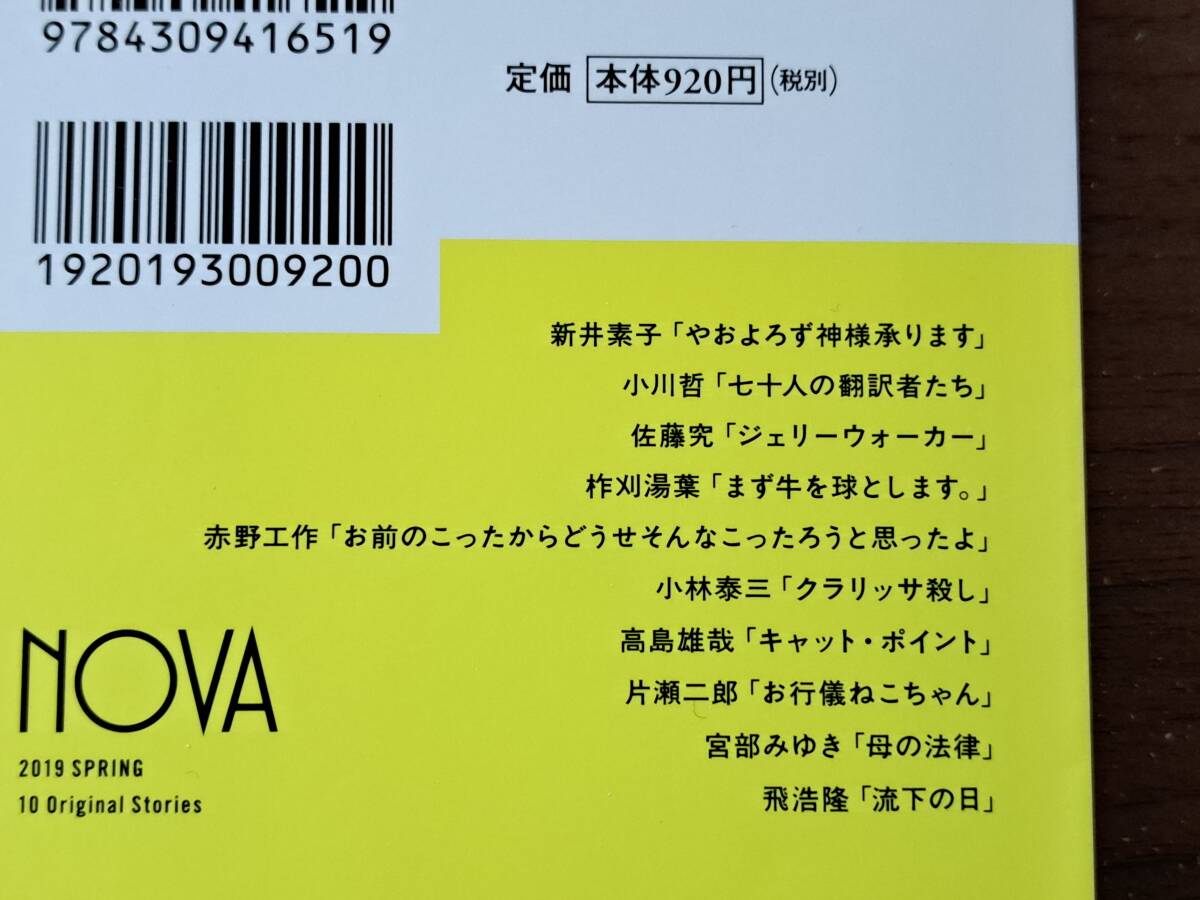 9784309416519
定価 本体920円(税別)
1920193009200
新井素子「やおよろず神様承ります」
小川哲「七十人の翻訳者たち」
佐藤究「ジェリーウォーカー」
柞刈湯葉「まず牛を球とします。」
赤野工作「お前のこったからどうせそんなこったろうと思ったよ」
小林泰三「クラリッサ殺し」
高島雄哉「キャット・ポイント」
片瀬二郎「お行儀ねこちゃん」
宮部みゆき「母の法律」
飛浩隆「流下の日」
NOVA
2019 SPRING
10 Original Stories